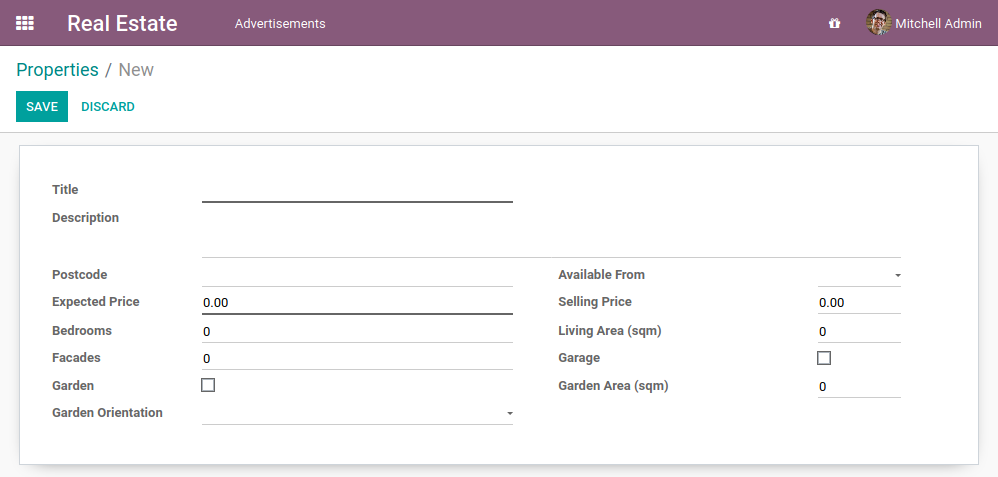 Real Estate Advertisements Mitchell Admin
Properties / New
SAVE DISCARD
Title
Description
Postcode Available From
Expected Price 0.00 Selling Price 0.00
Bedrooms 0 Living Area (sqm) 0
Facades 0 Garage
Garden Garden Area (sqm) 0
Garden Orientation